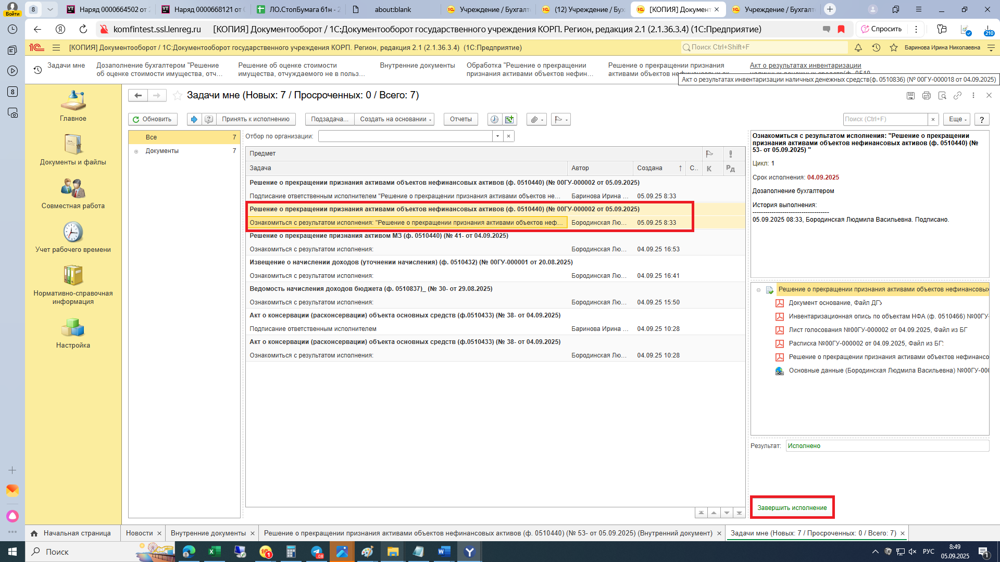 Войти
8
Наряд 0000664502 от 2
Наряд 0000668121 от 0
ЛО.СтопБумага 61н - 2
about:blank
Учреждение / Бухгалт
(12) Учреждение / Бух
[КОПИЯ] Документ
Учреждение / Бухгалт
komfintest.ssl.lenreg.ru
[КОПИЯ] Документооборот / 1С:Документооборот государственного учреждения КОРП. Регион, редакция 2.1 (2.1.36.3.4) (1С:Предприятие)
Спросить
210
[КОПИЯ] Документооборот / 1С:Документооборот государственного учреждения КОРП. Регион, редакция 2.1 (2.1.36.3.4) (1С:Предприятие)
Поиск Ctrl+Shift+F
Баринова Ирина Николаевна
Задачи мне
Дозаполнение бухгалтером "Решение
об оценке стоимости имущества, отч...
Решение об оценке стоимости
имущества, отчуждаемого не в польз...
Внутренние документы
Обработка "Решение о прекращении
признания активами объектов нефин...
Решение о прекращении признания
Акт о результатах инвентаризации
Акт о результатах инвентаризации наличных денежных средств(ф. 0510836) (№ 00ГУ-000018 от 04.09.2025)
8
Главное
Документы и файлы
Совместная работа
Учет рабочего времени
Нормативно-справочная
информация
Настройка
Задачи мне (Новых: 7 / Просроченных: 0 / Всего: 7)
Обновить
Принять к исполнению
Подзадача...
Создать на основании
Отчеты
Поиск (Ctrl+F)
×
Еще
?
Все 7
Документы 7
Отбор по организации:
Предмет
Задача
Автор
Создана ↑
С..
К
Рд
Решение о прекращении признания активами объектов нефинансовых активов (ф. 0510440) (№ 00ГУ-000002 от 05.09.2025)
Подписание ответственным исполнителем "Решение о прекращении признания активами объектов не... Баринова Ирина ... 05.09.25 8:33
Решение о прекращении признания активами объектов нефинансовых активов (ф. 0510440) (№ 00ГУ-000002 от 05.09.2025)
Ознакомиться с результатом исполнения: "Решение о прекращении признания активами объектов неф... Бородинская Лю... 05.09.25 8:33
Решение о прекращение признания активом МЗ (ф. 0510440) (№ 41- от 04.09.2025)
Ознакомиться с результатом исполнения: Бородинская Лю... 04.09.25 16:53
Извещение о начислении доходов (уточнении начисления) (ф. 0510432) (№ 00ГУ-000001 от 20.08.2025)
Ознакомиться с результатом исполнения: Бородинская Лю... 04.09.25 16:41
Ведомость начисления доходов бюджета (ф. 0510837)_ (№ 30- от 29.08.2025)
Ознакомиться с результатом исполнения: Бородинская Лю... 04.09.25 15:50
Акт о консервации (расконсервации) объекта основных средств (ф.0510433) (№ 38- от 04.09.2025)
Подписание ответственным исполнителем Баринова Ирина ... 04.09.25 10:28
Акт о консервации (расконсервации) объекта основных средств (ф.0510433) (№ 38- от 04.09.2025)
Ознакомиться с результатом исполнения: Бородинская Лю... 04.09.25 10:28
Ознакомиться с результатом исполнения: "Решение о прекращении
признания активами объектов нефинансовых активов (ф. 0510440) (№
53- от 05.09.2025) "
Цикл: 1
Срок исполнения: 04.09.2025
Дозаполнение бухгалтером
История выполнения:
------------------------------------
05.09.2025 08:33, Бородинская Людмила Васильевна. Подписано.
Решение о прекращении признания активами объектов нефинансовых
Документ основание, Файл ДГУ
Инвентаризационная опись по объектам НФА (ф. 0510466) №00ГУ-
Лист голосования №00ГУ-000002 от 04.09.2025, Файл из БГ
Расписка №00ГУ-000002 от 04.09.2025, Файл из БГУ
Решение о прекращении признания активами объектов нефинансо
Основные данные (Бородинская Людмила Васильевна) №00ГУ-000
Результат: Исполнено
Завершить исполнение
Начальная страница
Новости ×
Внутренние документы ×
Решение о прекращении признания активами объектов нефинансовых активов (ф. 0510440) (№ 53- от 05.09.2025) (Внутренний документ) ×
Задачи мне (Новых: 7 / Просроченных: 0 / Всего: 7) ×
Поиск
РУС
8:49
05.09.2025
1